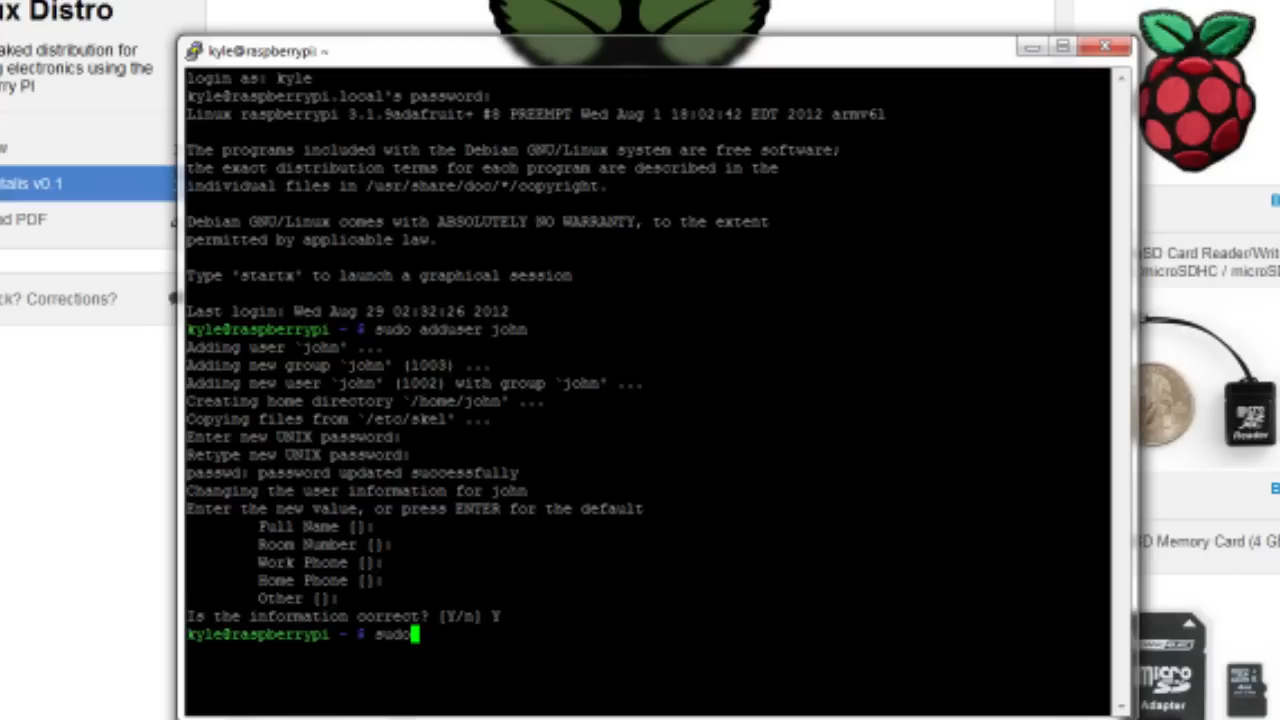 ux Distro
aked distribution for
g electronics using the
rry PI
w
talis v0.1
ad PDF
ck? Corrections?
kyle@raspberrypi: ~
login as: kyle
kyle@raspberrypi.local's password:
Linux raspberrypi 3.1.9adafruit+ #8 PREEMPT Wed Aug 1 18:02:42 EDT 2012 armv6l
The programs included with the Debian GNU/Linux system are free software;
the exact distribution terms for each program are described in the
individual files in /usr/share/doc/*/copyright.
Debian GNU/Linux comes with ABSOLUTELY NO WARRANTY, to the extent
permitted by applicable law.
Type 'startx' to launch a graphical session
Last login: Wed Aug 29 02:32:26 2012
kyle@raspberrypi ~ $ sudo adduser john
Adding user `john' ...
Adding new group `john' (1003) ...
Adding new user `john' (1002) with group `john' ...
Creating home directory `/home/john' ...
Copying files from `/etc/skel' ...
Enter new UNIX password:
Retype new UNIX password:
passwd: password updated successfully
Changing the user information for john
Enter the new value, or press ENTER for the default
Full Name []:
Room Number []:
Work Phone []:
Home Phone []:
Other []:
Is the information correct? [Y/n] Y
kyle@raspberrypi ~ $ sudo
SD Card Reader/Writ
microSDHC / microS
Reader
D Memory Card (4 G
Micro
Adapter